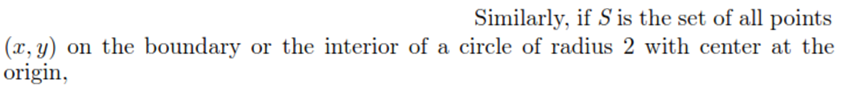 Similarly, if S is the set of all points
(x, y) on the boundary or the interior of a circle of radius 2 with center at the
origin,